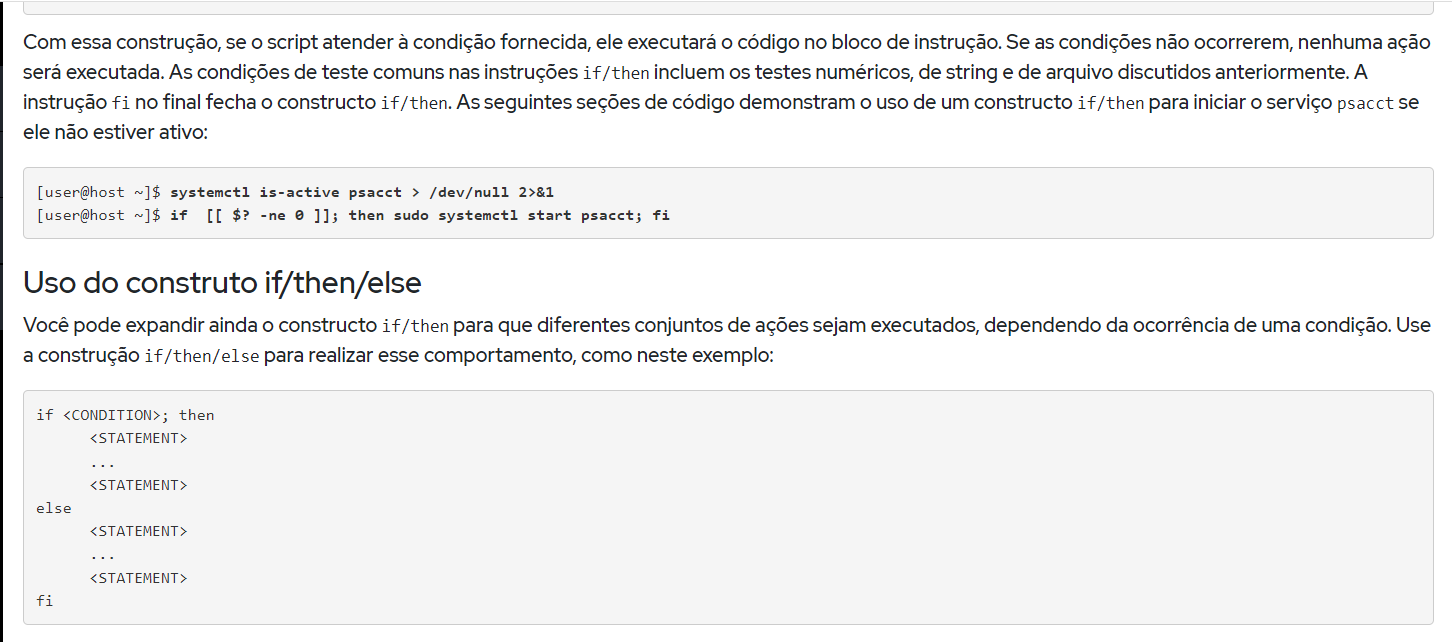 Com essa construção, se o script atender à condição fornecida, ele executará o código no bloco de instrução. Se as condições não ocorrerem, nenhuma ação
será executada. As condições de teste comuns nas instruções if/then incluem os testes numéricos, de string e de arquivo discutidos anteriormente. A
instrução fi no final fecha o constructo if/then. As seguintes seções de código demonstram o uso de um constructo if/then para iniciar o serviço psacct se
ele não estiver ativo:
[user@host ~]$ systemctl is-active psacct > /dev/null 2>&1
[user@host ~]$ if  [[ $? -ne 0 ]]; then sudo systemctl start psacct; fi
Uso do construto if/then/else
Você pode expandir ainda o constructo if/then para que diferentes conjuntos de ações sejam executados, dependendo da ocorrência de uma condição. Use
a construção if/then/else para realizar esse comportamento, como neste exemplo:
if <CONDITION>; then
      <STATEMENT>
      ...
      <STATEMENT>
else
      <STATEMENT>
      ...
      <STATEMENT>
fi